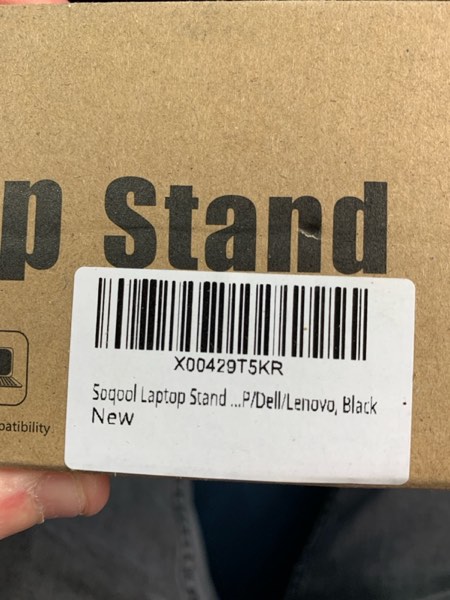 p Stand
X00429T5KR
Soqool Laptop Stand ...P/Dell/Lenovo, Black
New
patibility